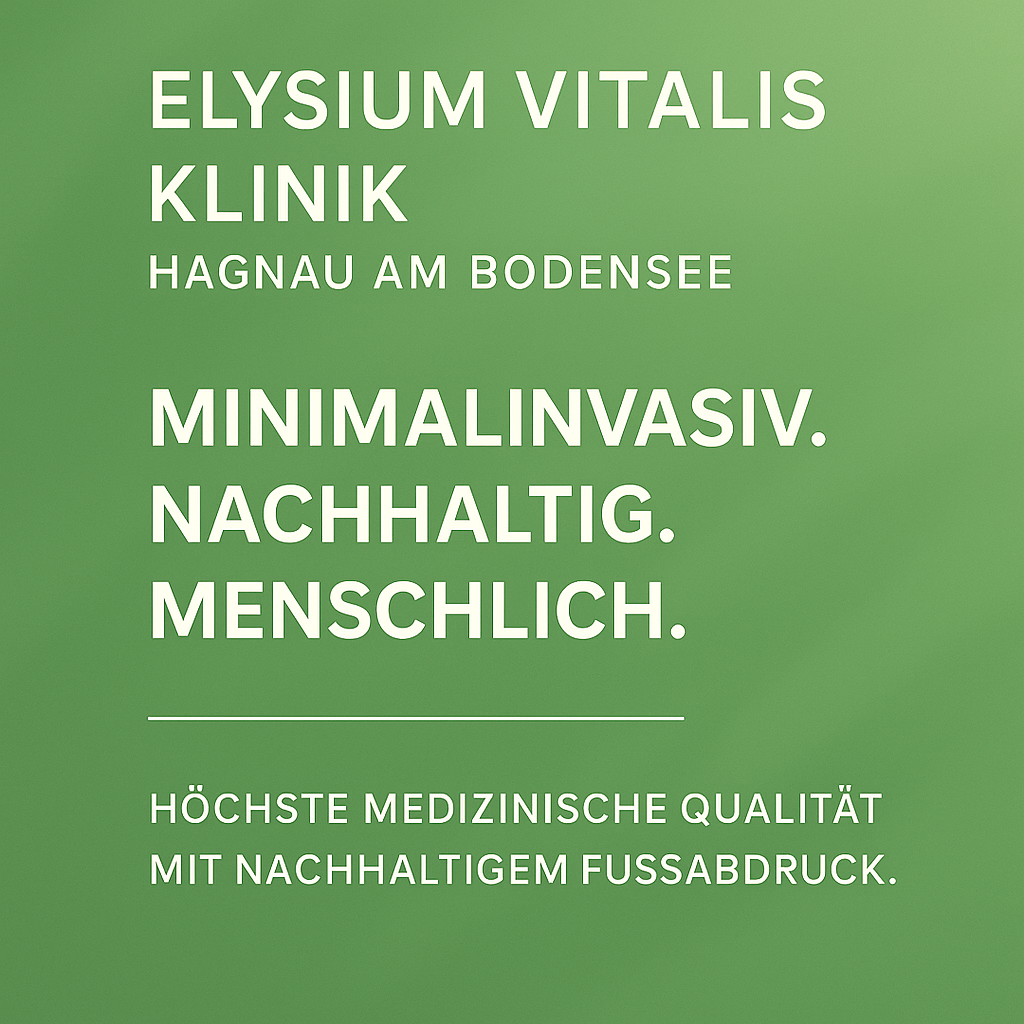 ELYSIUM VITALIS
KLINIK
HAGNAU AM BODENSEE
MINIMALINVASIV.
NACHHALTIG.
MENSCHLICH.
HÖCHSTE MEDIZINISCHE QUALITÄT
MIT NACHHALTIGEM FUSSABDRUCK.